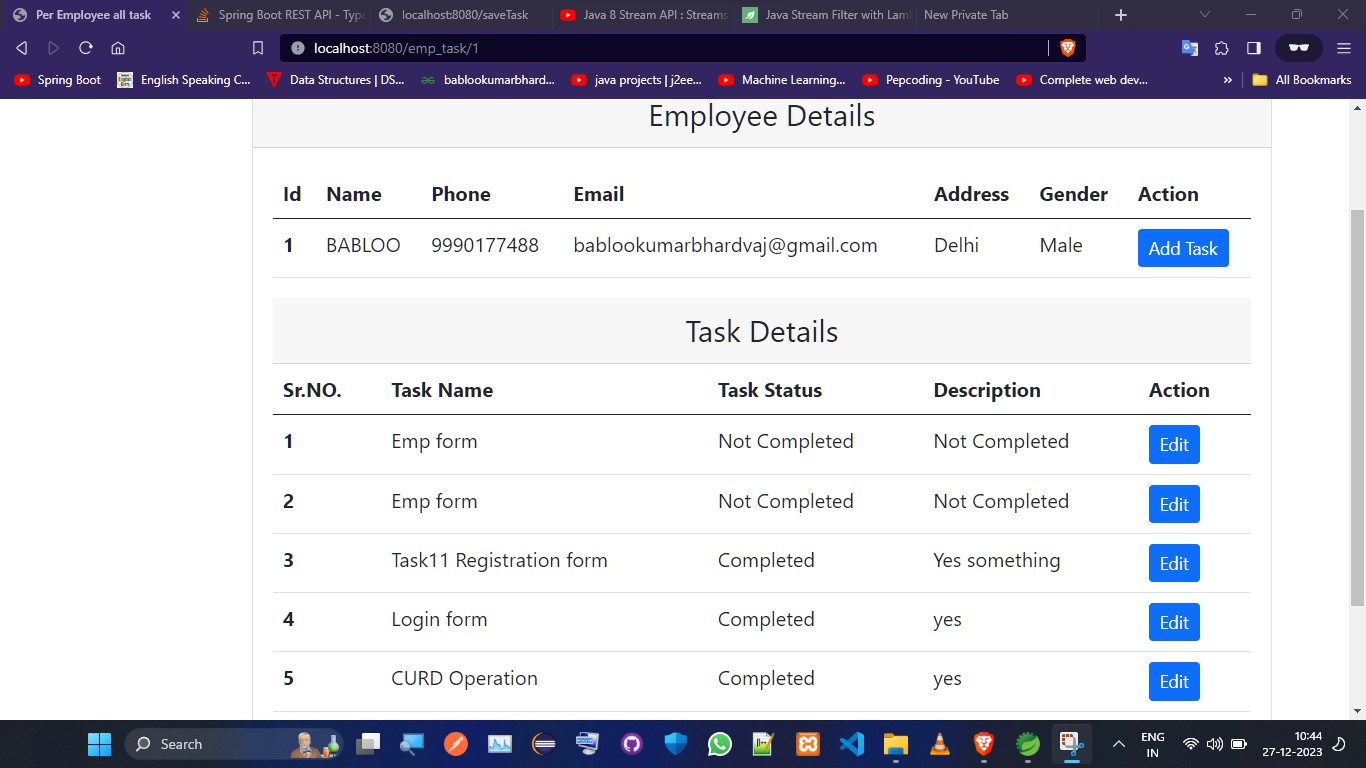 Per Employee all task
Spring Boot REST API - Type
localhost:8080/saveTask
Java 8 Stream API : Streams
Java Stream Filter with Lam
New Private Tab
localhost:8080/emp_task/1
Spring Boot
English Speaking C...
Data Structures | DS...
bablookumarbhard...
java projects | j2ee...
Machine Learning...
Pepcoding - YouTube
Complete web dev...
All Bookmarks
Employee Details
Id Name Phone Email Address Gender Action
1 BABLOO 9990177488 bablookumarbhardvaj@gmail.com Delhi Male Add Task
Task Details
Sr.NO. Task Name Task Status Description Action
1 Emp form Not Completed Not Completed Edit
2 Emp form Not Completed Not Completed Edit
3 Task11 Registration form Completed Yes something Edit
4 Login form Completed yes Edit
5 CURD Operation Completed yes Edit
Search
ENG
IN
10:44
27-12-2023